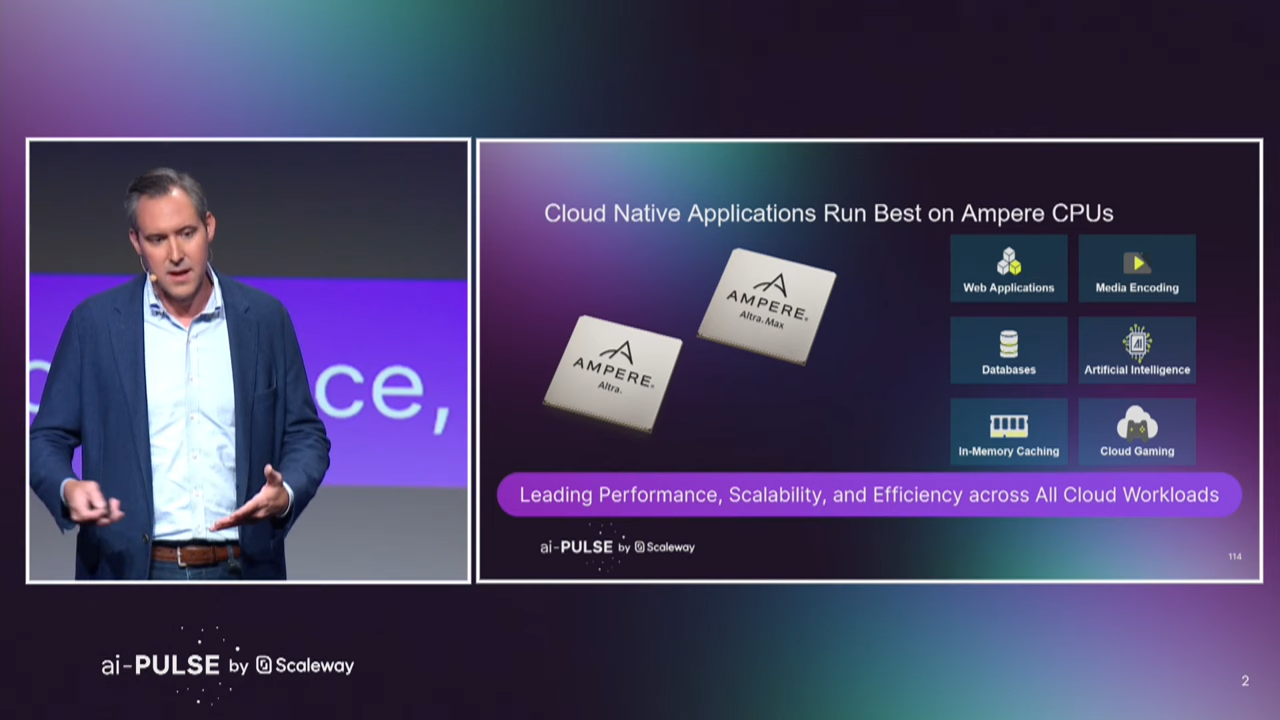 ce,
Cloud Native Applications Run Best on Ampere CPUs
AMPERE®
Altra® Max
AMPERE®
Altra®
Web Applications
Media Encoding
Databases
Artificial Intelligence
In-Memory Caching
Cloud Gaming
Leading Performance, Scalability, and Efficiency across All Cloud Workloads
ai-PULSE by Scaleway
114
ai-PULSE by Scaleway
2